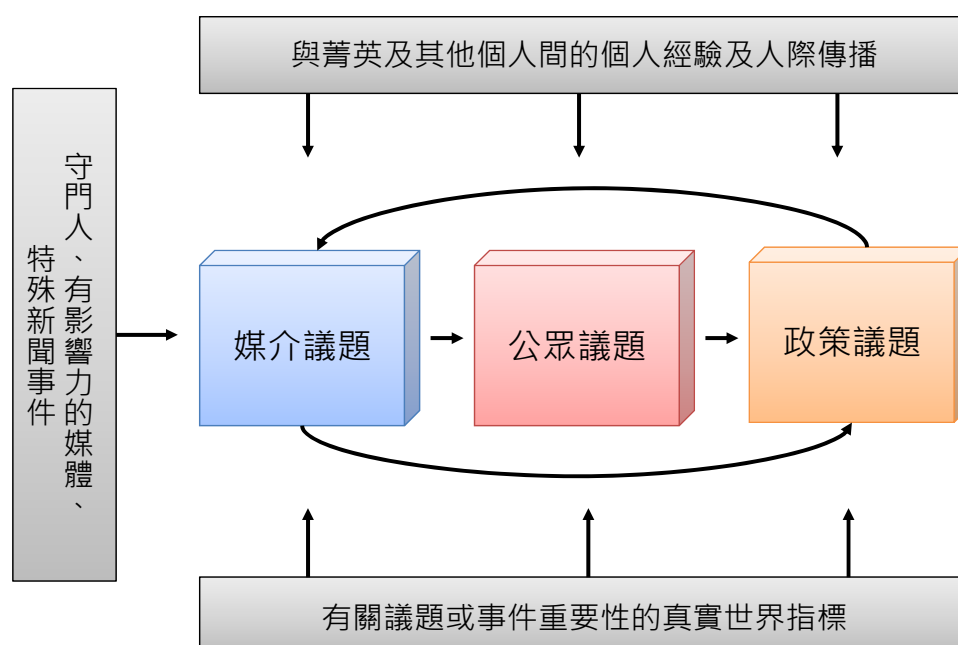 與菁英及其他個人間的個人經驗及人際傳播
守門人、有影響力的媒體、
特殊新聞事件
媒介議題
公眾議題
政策議題
有關議題或事件重要性的真實世界指標